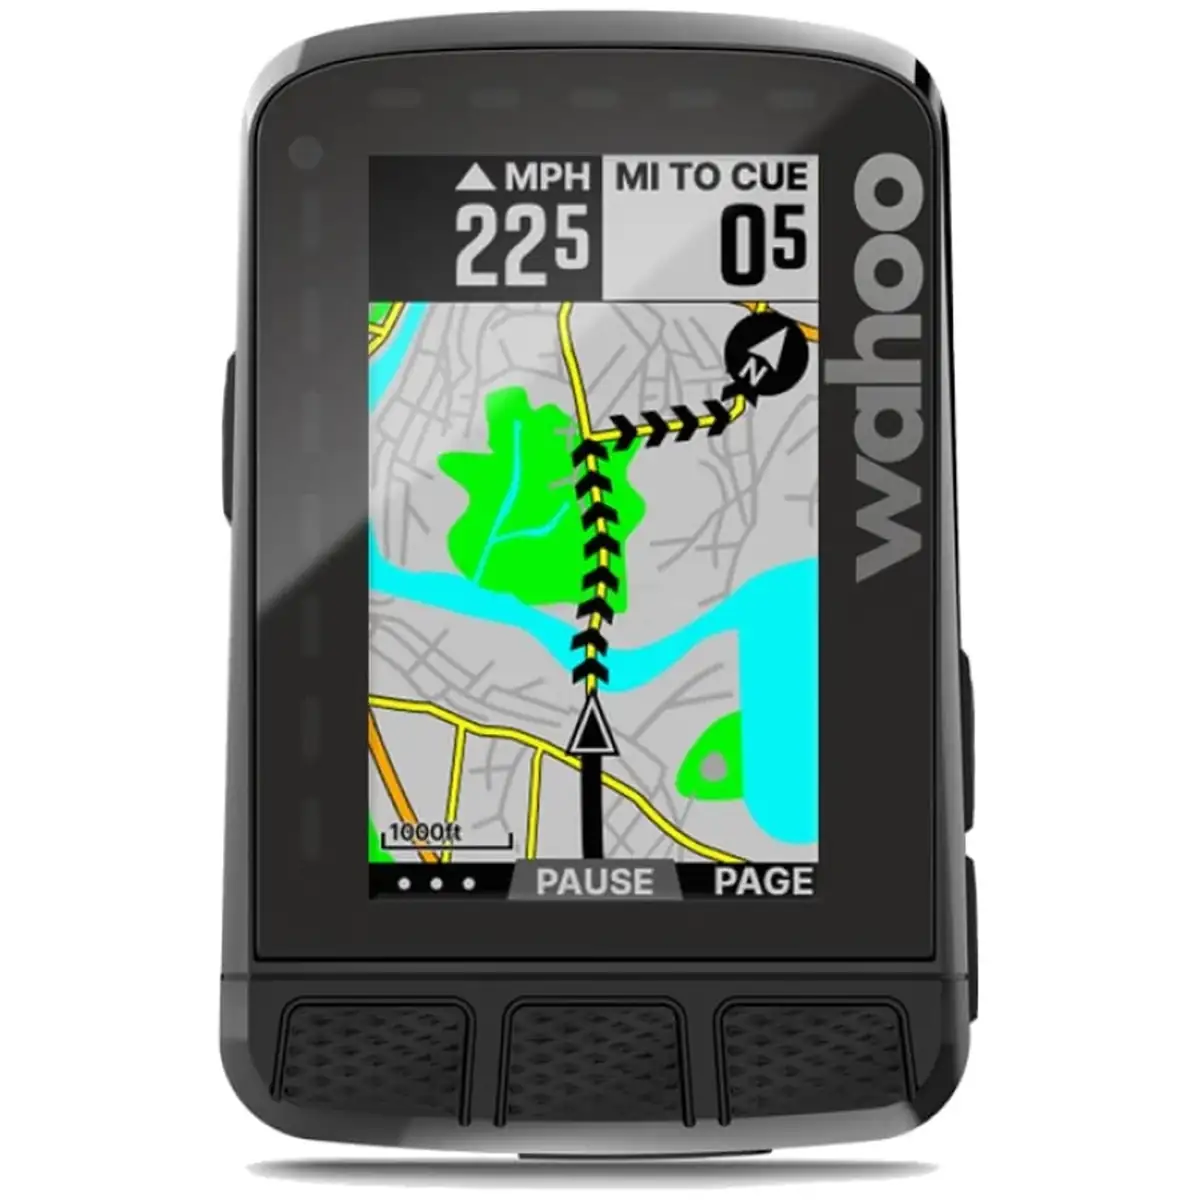 ▲ MPH
225
MI TO CUE
05
N
wahoo
1000ft
• • •
PAUSE
PAGE